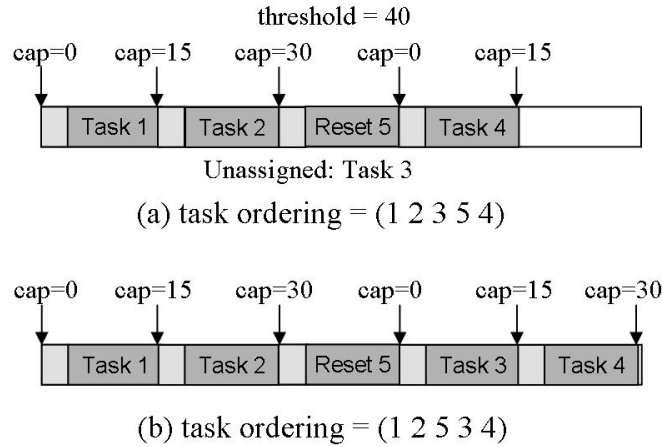 threshold = 40
cap=0 cap=15 cap=30 cap=0 cap=15
Task 1 Task 2 Reset 5 Task 4
Unassigned: Task 3
(a) task ordering = (1 2 3 5 4)
cap=0 cap=15 cap=30 cap=0 cap=15 cap=30
Task 1 Task 2 Reset 5 Task 3 Task 4
(b) task ordering = (1 2 5 3 4)